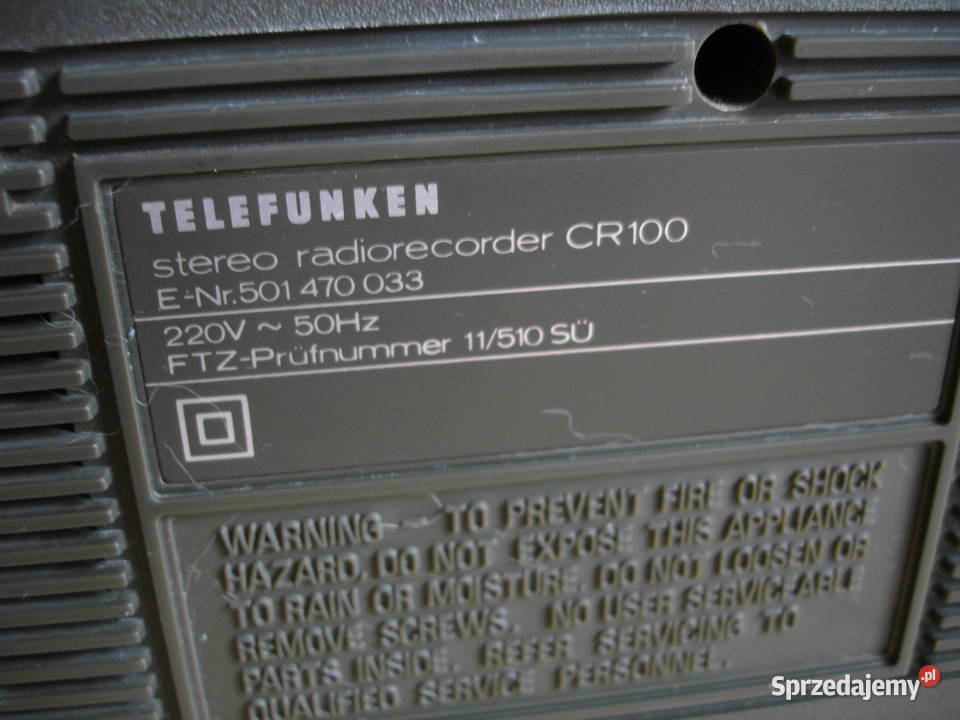 TELEFUNKEN
stereo radiorecorder CR100
E-Nr.501 470 033
220V ~ 50Hz
FTZ-Prüfnummer 11/510 SÜ
WARNING - TO PREVENT FIRE OR SHOCK
HAZARD, DO NOT EXPOSE THIS APPLIANCE
TO RAIN OR MOISTURE. DO NOT LOOSEN OR
REMOVE SCREWS. NO USER SERVICEABLE
PARTS INSIDE. REFER SERVICING TO
QUALIFIED SERVICE PERSONNEL.
Sprzedajemy.pl